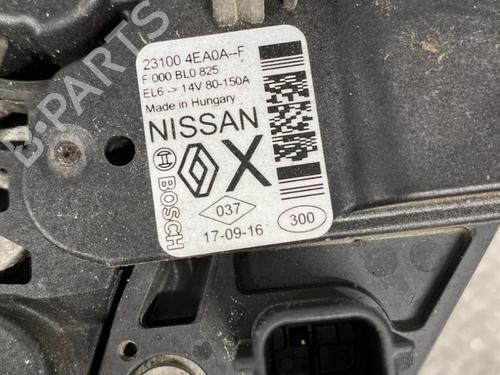 23100 4EA0A--F
F 000 BL0 825
EL6 -> 14V 80-150A
Made in Hungary
NISSAN
BOSCH
X
037
300
17-09-16
B-PARTS